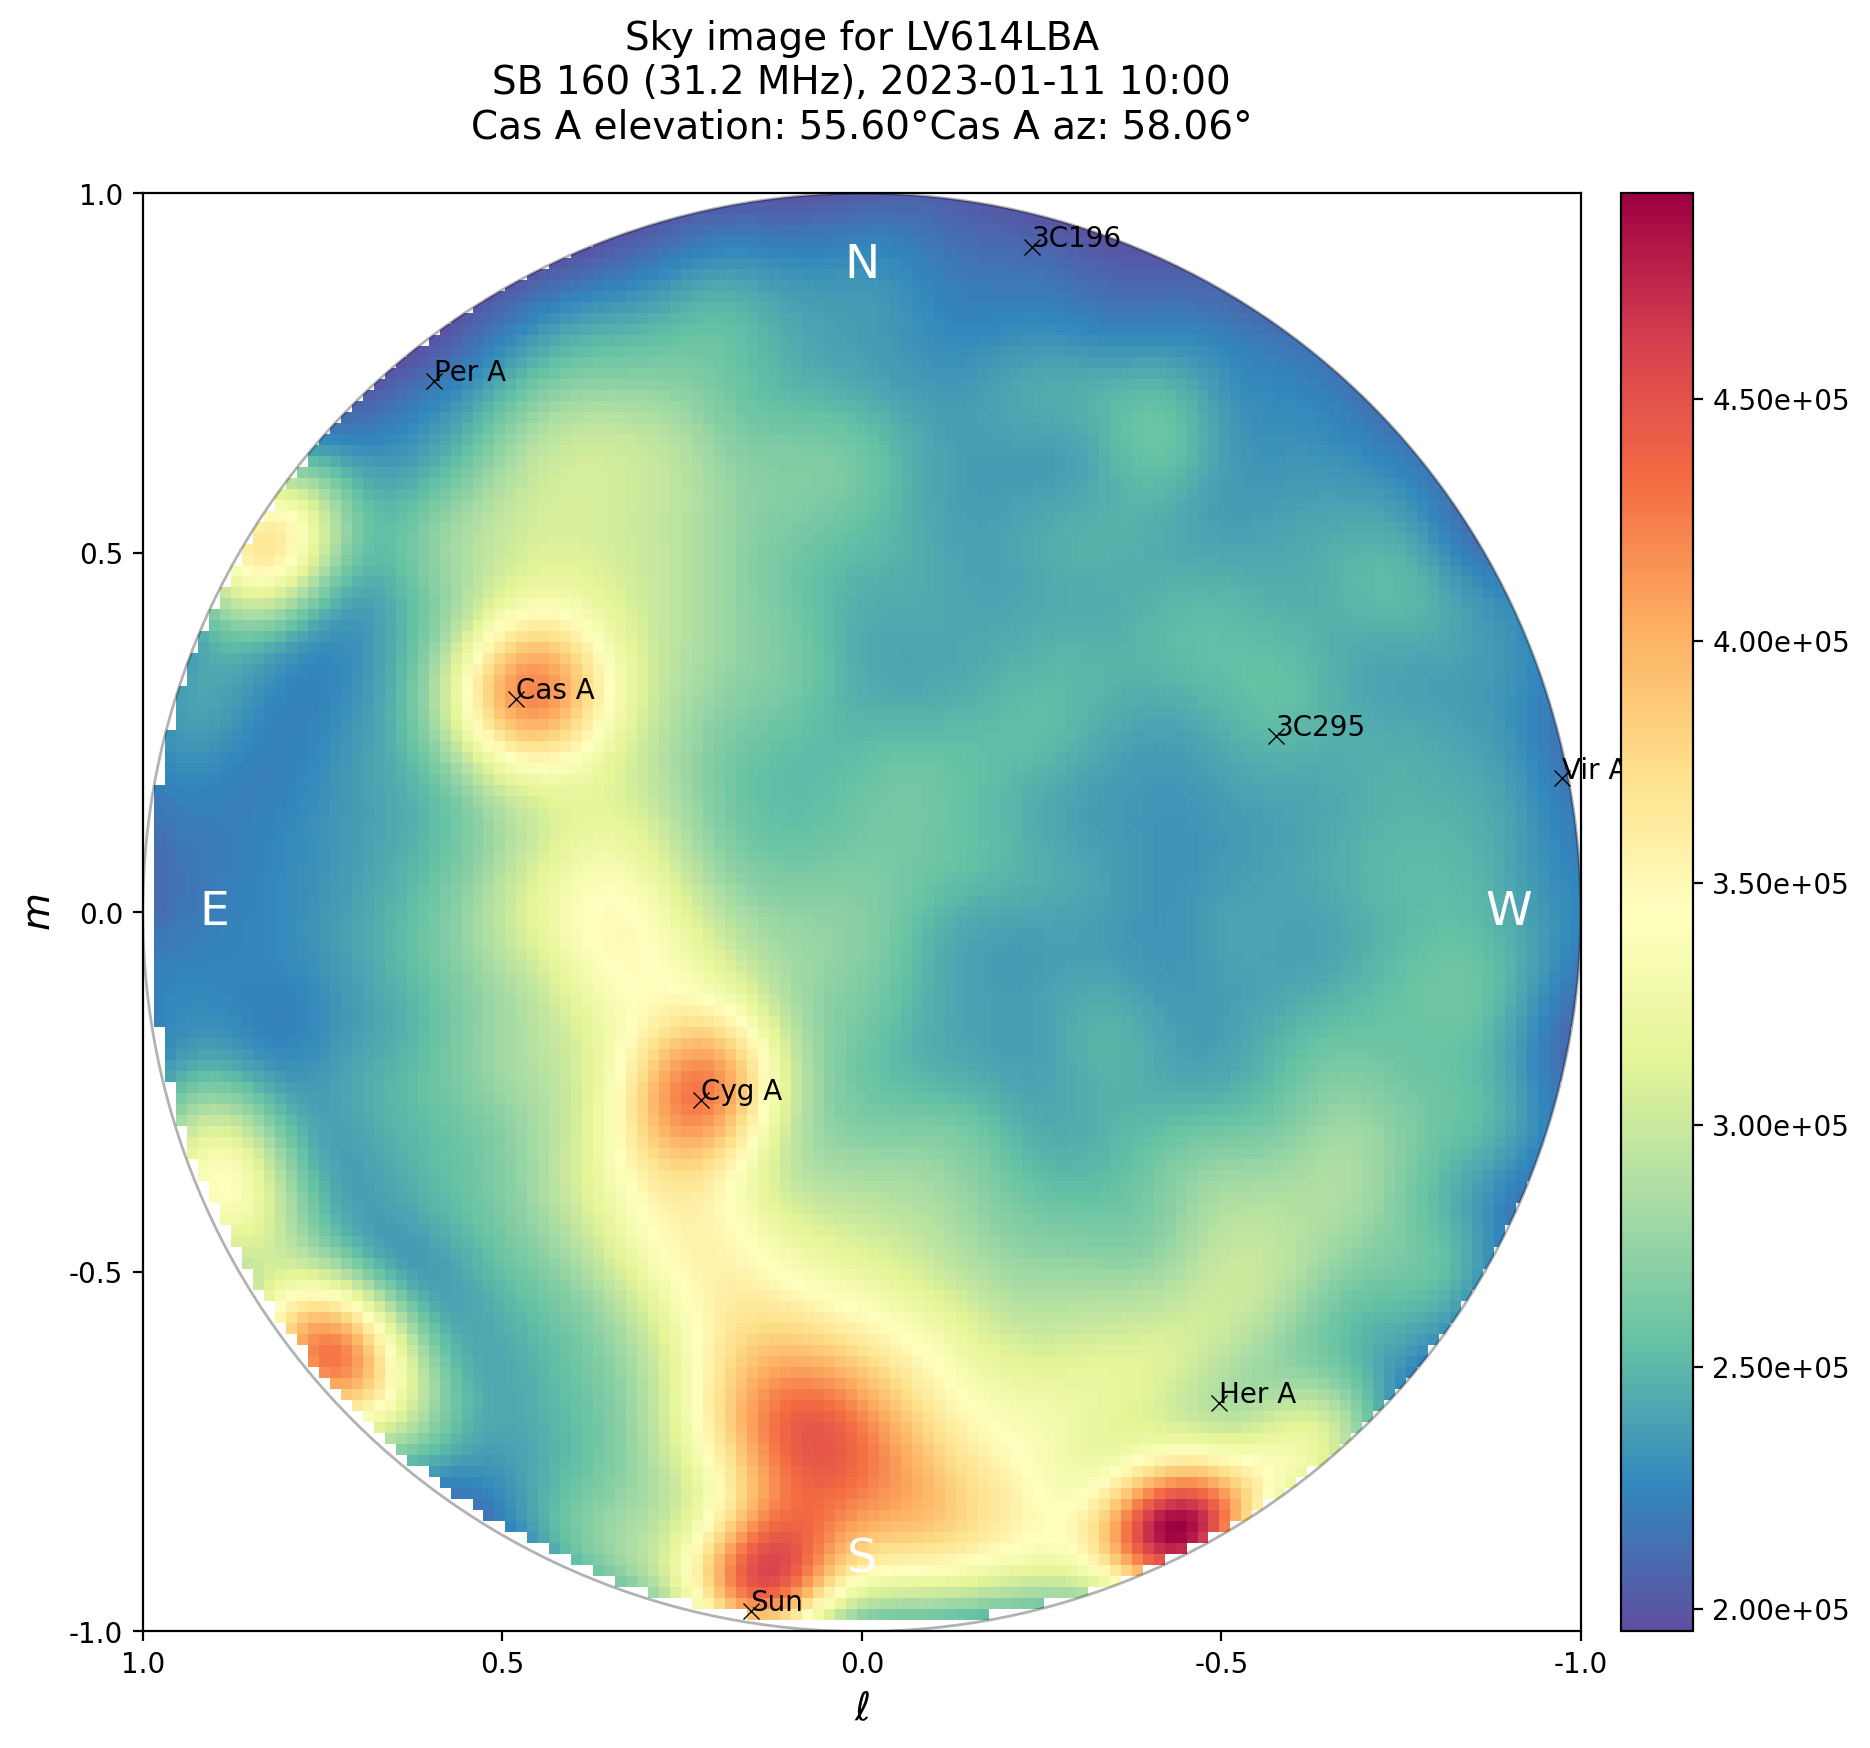 Sky image for LV614LBA
SB 160 (31.2 MHz), 2023-01-11 10:00
Cas A elevation: 55.60°Cas A az: 58.06°
1.0
3C196
N
Per A
4.50e+05
0.5
4.00e+05
Cas A
3C295
Vir A
3.50e+05
m
0.0
E
W
Cyg A
3.00e+05
-0.5
2.50e+05
Her A
S
Sun
2.00e+05
-1.0
1.0
0.5
0.0
-0.5
-1.0
ℓ